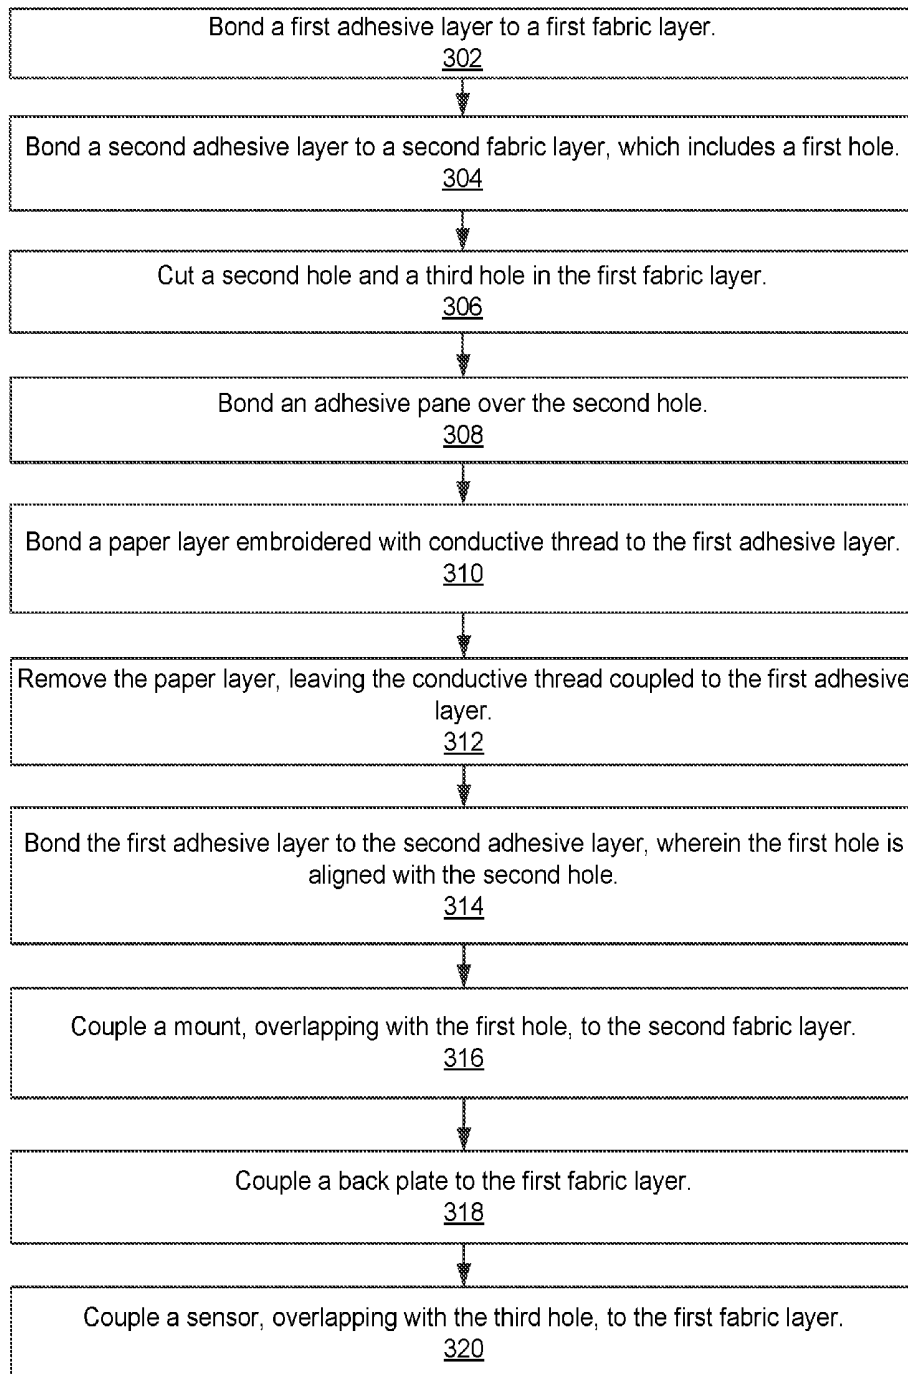 Bond a first adhesive layer to a first fabric layer.
302
Bond a second adhesive layer to a second fabric layer, which includes a first hole.
304
Cut a second hole and a third hole in the first fabric layer.
306
Bond an adhesive pane over the second hole.
308
Bond a paper layer embroidered with conductive thread to the first adhesive layer.
310
Remove the paper layer, leaving the conductive thread coupled to the first adhesive
layer.
312
Bond the first adhesive layer to the second adhesive layer, wherein the first hole is
aligned with the second hole.
314
Couple a mount, overlapping with the first hole, to the second fabric layer.
316
Couple a back plate to the first fabric layer.
318
Couple a sensor, overlapping with the third hole, to the first fabric layer.
320